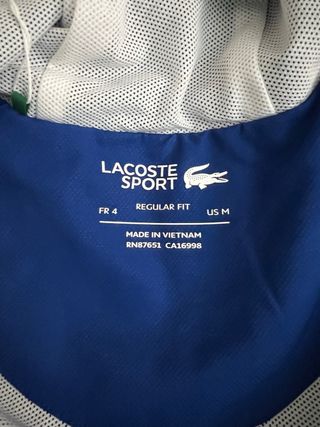 LACOSTE
SPORT
FR 4 REGULAR FIT US M
MADE IN VIETNAM
RN87651 CA16998